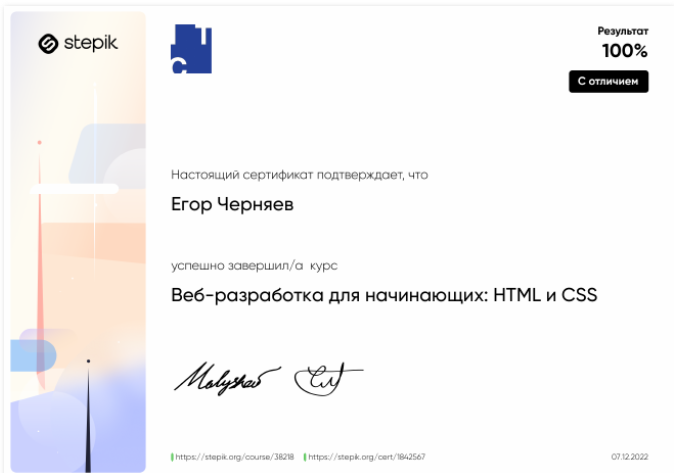 stepik
Результат
100%
С отличием
Настоящий сертификат подтверждает, что
Егор Черняев
успешно завершил/а курс
Веб-разработка для начинающих: HTML и CSS
https://stepik.org/course/38218 https://stepik.org/cert/1842567
07.12.2022